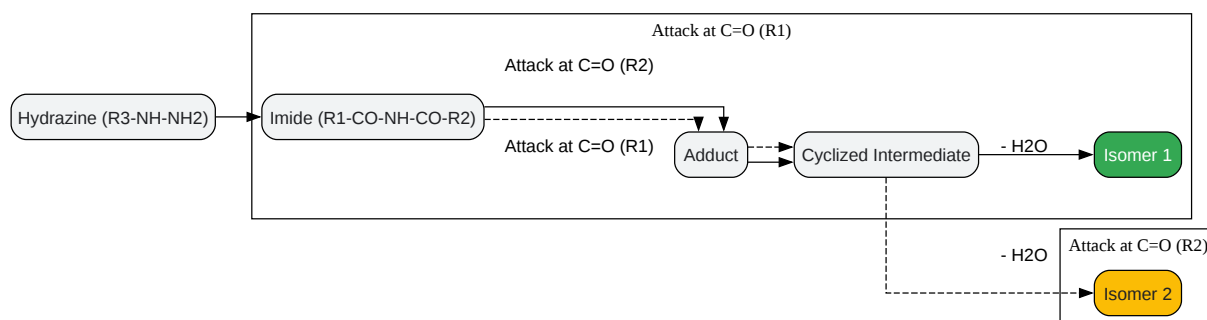 Attack at C=O (R1)
Attack at C=O (R2)
Hydrazine (R3-NH-NH2)
Imide (R1-CO-NH-CO-R2)
Attack at C=O (R1)
Adduct
Cyclized Intermediate
- H2O
Isomer 1
- H2O
Attack at C=O (R2)
Isomer 2